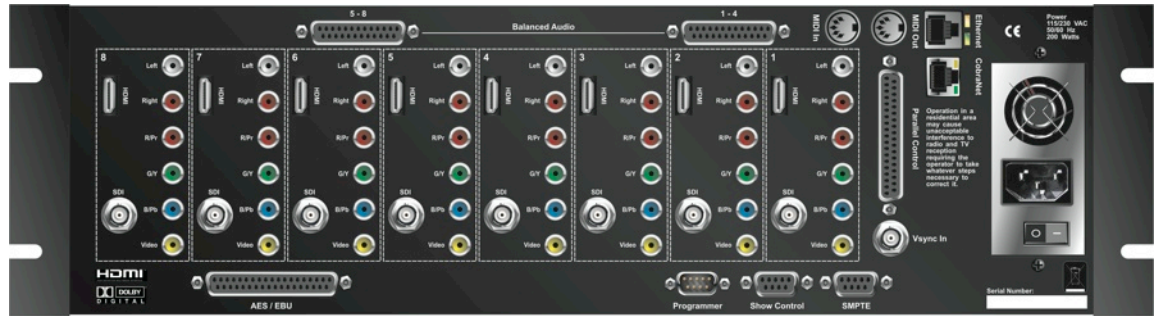 5 - 8
Balanced Audio
1 - 4
MIDI In
MIDI Out
Ethernet
CobraNet
Parallel Control
Power
115/230 VAC
50/60 Hz
200 Watts
Operation in a
residential area
may cause
unacceptable
interference to
radio and TV
reception
requiring the
operator to take
whatever steps
necessary to
correct it.
8
Left
HDMI
Right
R/Pr
G/Y
SDI
B/Pb
Video
7
Left
HDMI
Right
R/Pr
G/Y
SDI
B/Pb
Video
6
Left
HDMI
Right
R/Pr
G/Y
SDI
B/Pb
Video
5
Left
HDMI
Right
R/Pr
G/Y
SDI
B/Pb
Video
4
Left
HDMI
Right
R/Pr
G/Y
SDI
B/Pb
Video
3
Left
HDMI
Right
R/Pr
G/Y
SDI
B/Pb
Video
2
Left
HDMI
Right
R/Pr
G/Y
SDI
B/Pb
Video
1
Left
HDMI
Right
R/Pr
G/Y
SDI
B/Pb
Video
Vsync In
HDMI
DOLBY
DIGITAL
AES / EBU
Programmer
Show Control
SMPTE
Serial Number: